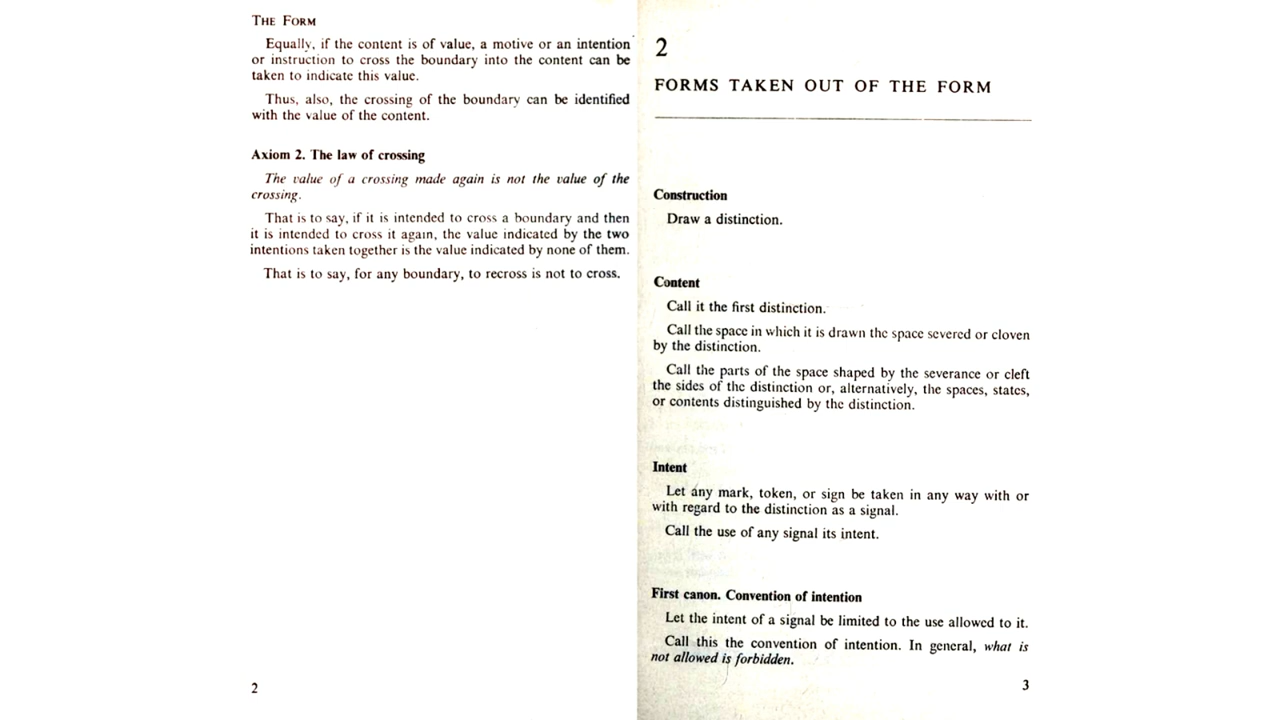 THE FORM
Equally, if the content is of value, a motive or an intention
or instruction to cross the boundary into the content can be
taken to indicate this value.
Thus, also, the crossing of the boundary can be identified
with the value of the content.
Axiom 2. The law of crossing
The value of a crossing made again is not the value of the
crossing.
That is to say, if it is intended to cross a boundary and then
it is intended to cross it again, the value indicated by the two
intentions taken together is the value indicated by none of them.
That is to say, for any boundary, to recross is not to cross.
2
2
FORMS TAKEN OUT OF THE FORM
Construction
Draw a distinction.
Content
Call it the first distinction.
Call the space in which it is drawn the space severed or cloven
by the distinction.
Call the parts of the space shaped by the severance or cleft
the sides of the distinction or, alternatively, the spaces, states,
or contents distinguished by the distinction.
Intent
Let any mark, token, or sign be taken in any way with or
with regard to the distinction as a signal.
Call the use of any signal its intent.
First canon. Convention of intention
Let the intent of a signal be limited to the use allowed to it.
Call this the convention of intention. In general, what is
not allowed is forbidden.
3